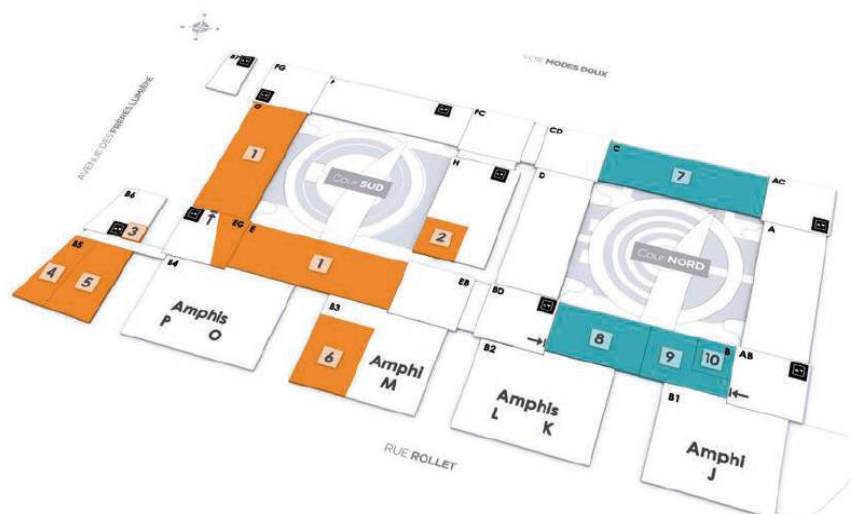 VOIE MODES DOUX
AVENUE DES FRÈRES LUMIÈRE
B7
FG
F
FC
CD
C
7
AC
G
1
Cour SUD
H
D
A
B6
3
2
Cour NORD
EG
E
1
B5
4
5
B4
Amphis
P O
EB
BD
B3
6
Amphi
M
8
9
10
B
AB
B2
Amphis
L K
B1
Amphi
J
RUE ROLLET